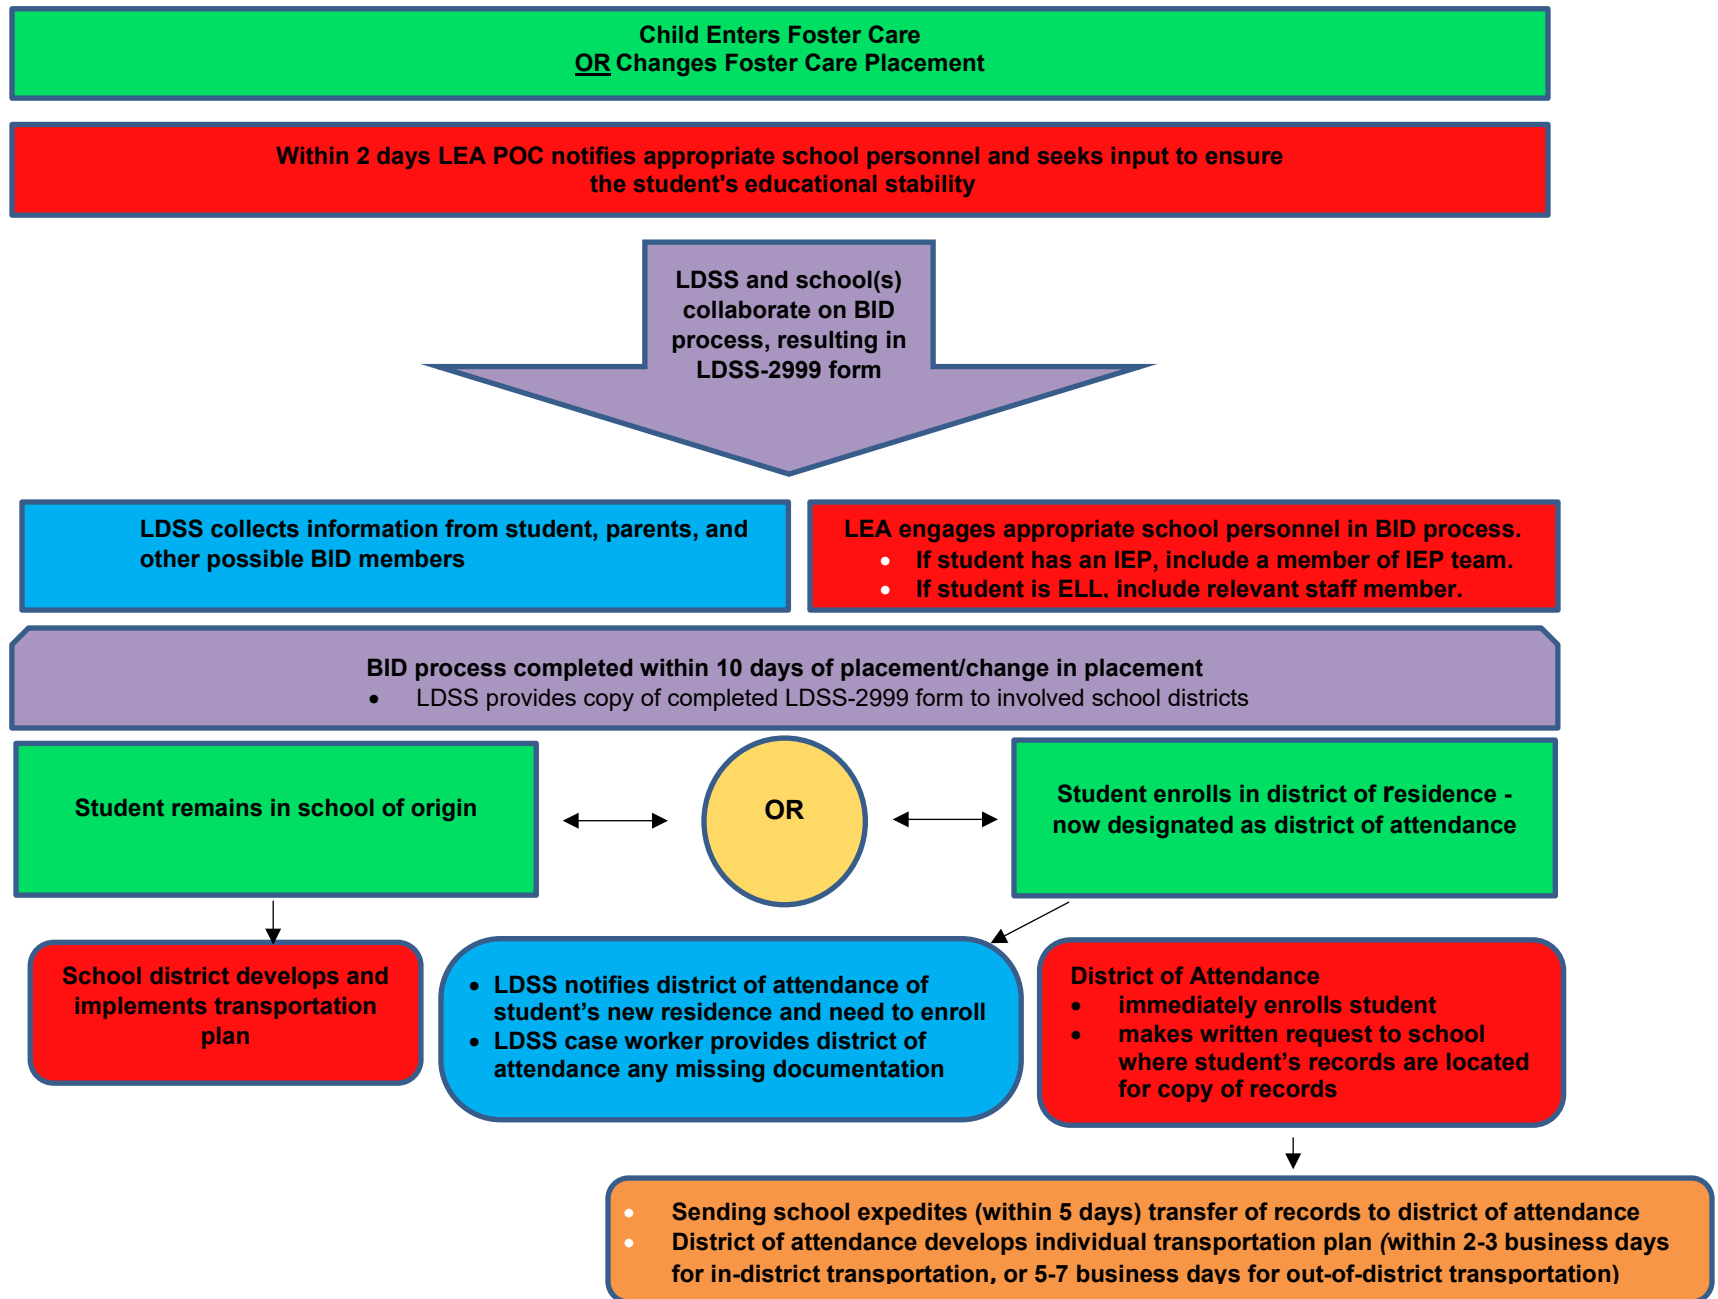 Child Enters Foster Care
OR Changes Foster Care Placement
Within 2 days LEA POC notifies appropriate school personnel and seeks input to ensure
the student's educational stability
LDSS and school(s)
collaborate on BID
process, resulting in
LDSS-2999 form
LDSS collects information from student, parents, and
other possible BID members
LEA engages appropriate school personnel in BID process.
• If student has an IEP, include a member of IEP team.
• If student is ELL, include relevant staff member.
BID process completed within 10 days of placement/change in placement
• LDSS provides copy of completed LDSS-2999 form to involved school districts
Student remains in school of origin
OR
Student enrolls in district of residence -
now designated as district of attendance
School district develops and
implements transportation
plan
• LDSS notifies district of attendance of
student’s new residence and need to enroll
• LDSS case worker provides district of
attendance any missing documentation
District of Attendance
• immediately enrolls student
• makes written request to school
where student’s records are located
for copy of records
• Sending school expedites (within 5 days) transfer of records to district of attendance
• District of attendance develops individual transportation plan (within 2-3 business days
for in-district transportation, or 5-7 business days for out-of-district transportation)